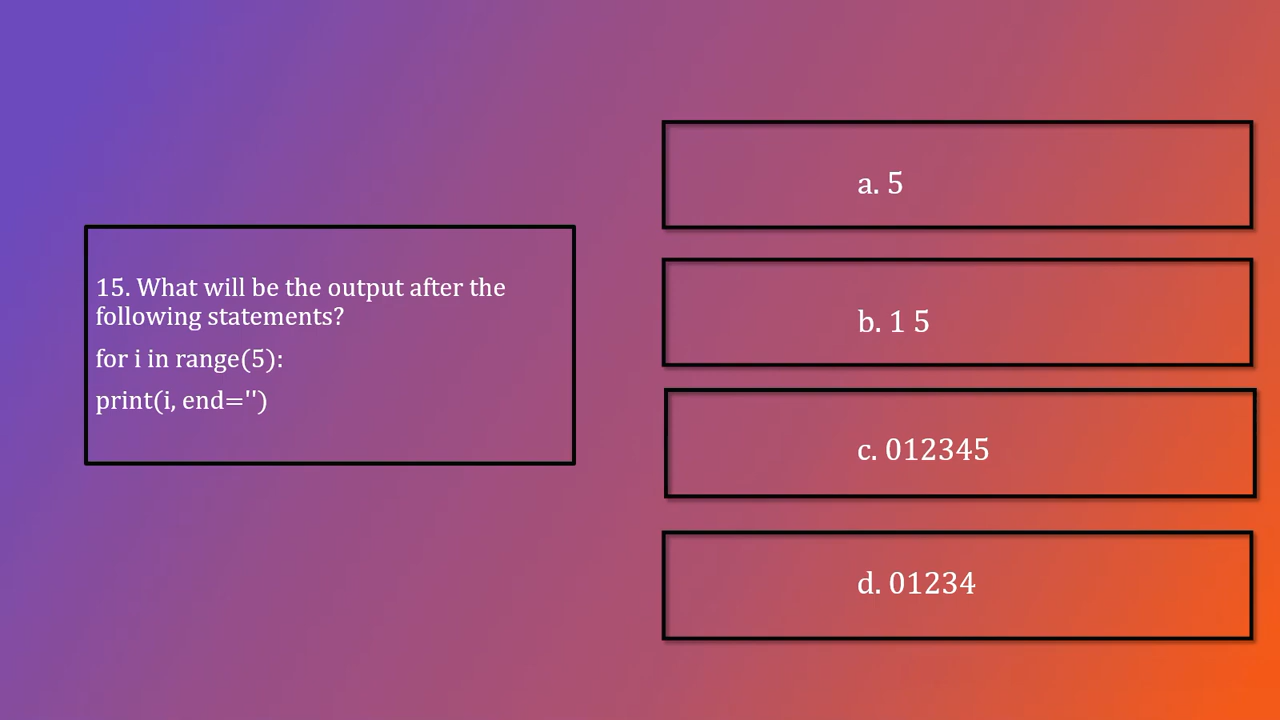 15. What will be the output after the
following statements?
for i in range(5):
print(i, end='')
a. 5
b. 1 5
c. 012345
d. 01234